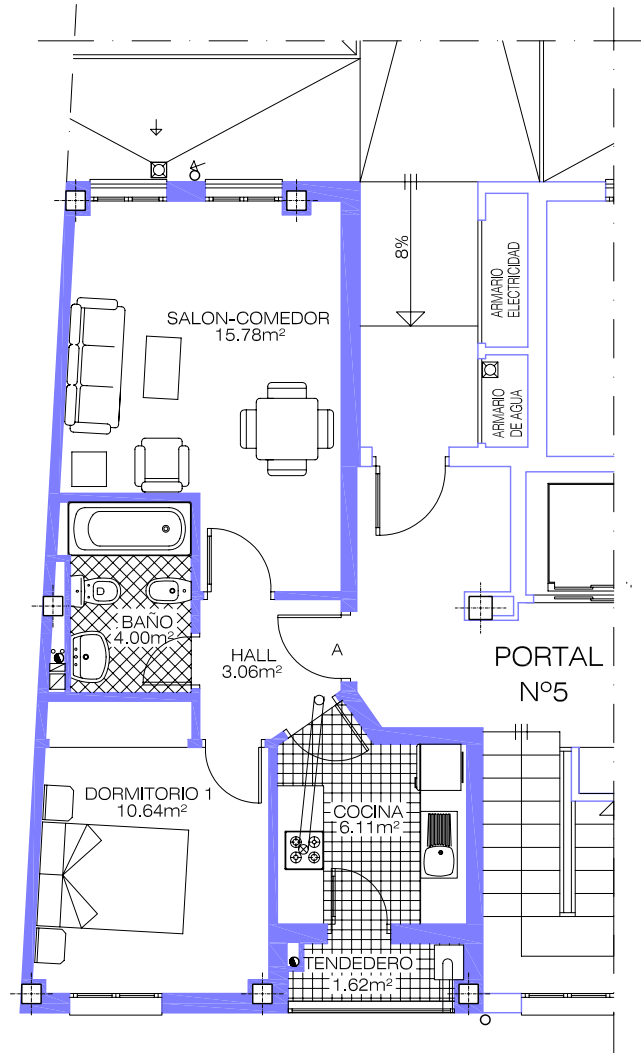 8%
ARMARIO
ELECTRICIDAD
SALON-COMEDOR
15.78m²
ARMARIO
DE AGUA
BAÑO
4.00m²
HALL
3.06m²
A
PORTAL
Nº5
DORMITORIO 1
10.64m²
COCINA
6.11m²
TENDEDERO
1.62m²